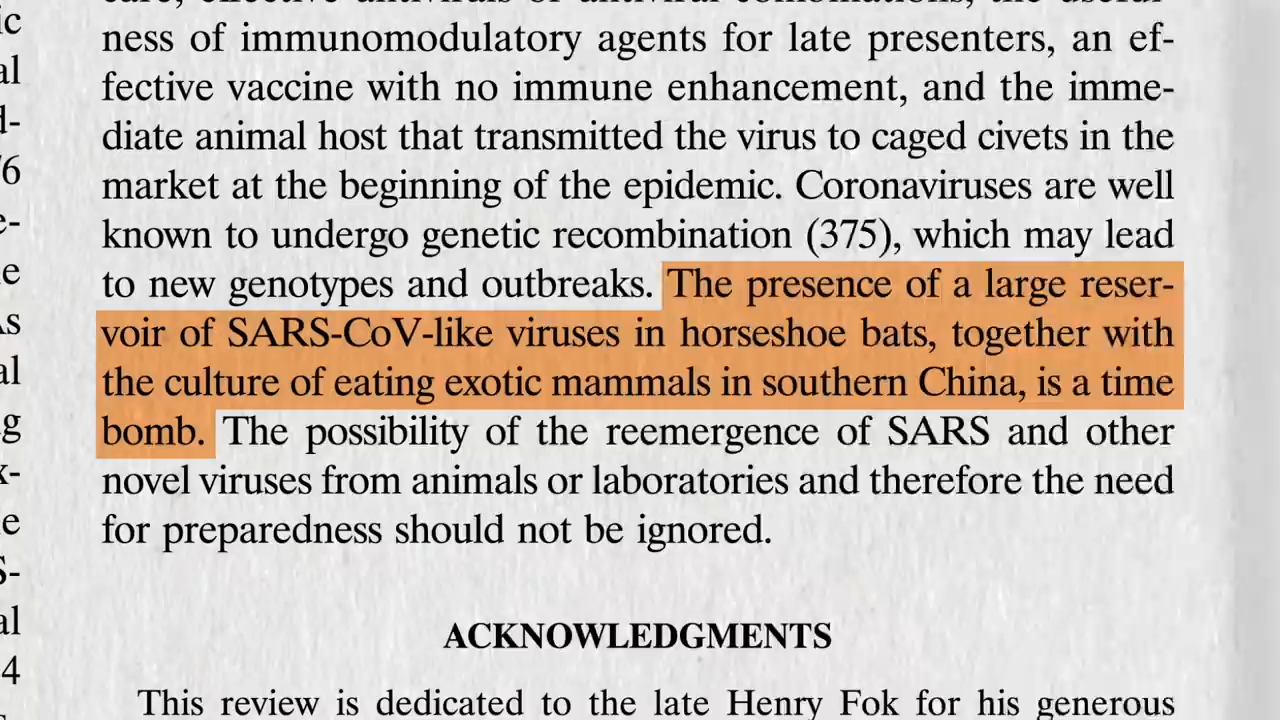 ness of immunomodulatory agents for late presenters, an ef-
fective vaccine with no immune enhancement, and the imme-
diate animal host that transmitted the virus to caged civets in the
market at the beginning of the epidemic. Coronaviruses are well
known to undergo genetic recombination (375), which may lead
to new genotypes and outbreaks. The presence of a large reser-
voir of SARS-CoV-like viruses in horseshoe bats, together with
the culture of eating exotic mammals in southern China, is a time
bomb. The possibility of the reemergence of SARS and other
novel viruses from animals or laboratories and therefore the need
for preparedness should not be ignored.
ACKNOWLEDGMENTS
This review is dedicated to the late Henry Fok for his generous